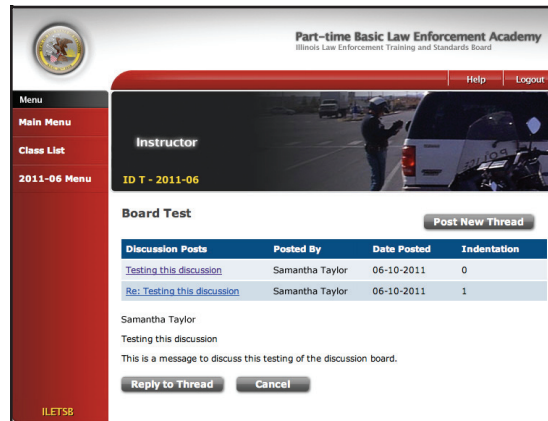 Part-time Basic Law Enforcement Academy
Illinois Law Enforcement Training and Standards Board
Help Logout
Menu
Main Menu
Class List
2011-06 Menu
Instructor
ID T - 2011-06
Board Test
Post New Thread
Discussion Posts Posted By Date Posted Indentation
Testing this discussion Samantha Taylor 06-10-2011 0
Re: Testing this discussion Samantha Taylor 06-10-2011 1
Samantha Taylor
Testing this discussion
This is a message to discuss this testing of the discussion board.
Reply to Thread Cancel
ILETSB